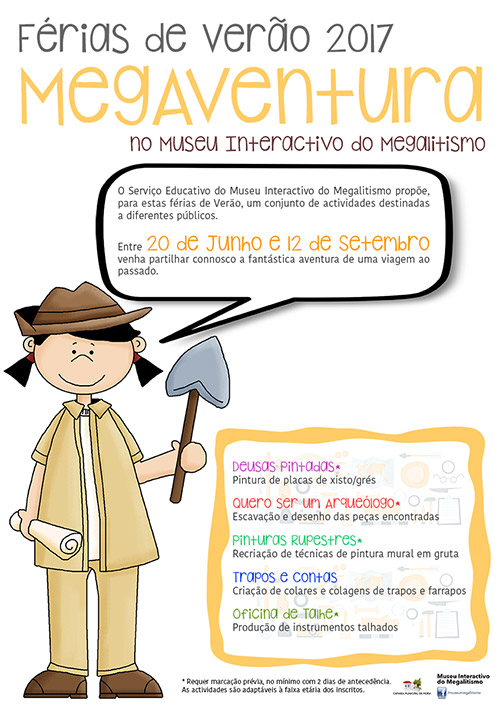 Férias de Verão 2017
MegAventura
no Museu Interactivo do Megalitismo
O Serviço Educativo do Museu Interactivo do Megalitismo propõe,
para estas férias de Verão, um conjunto de actividades destinadas
a diferentes públicos.
Entre 20 de Junho e 12 de Setembro
venha partilhar connosco a fantástica aventura de uma viagem ao
passado.
Deusas Pintadas*
Pintura de placas de xisto/grés
Quero ser um Arqueólogo*
Escavação e desenho das peças encontradas
Pinturas Rupestres*
Recriação de técnicas de pintura mural em gruta
Trapos e Contas
Criação de colares e colagens de trapos e farrapos
Oficina de Talhe*
Produção de instrumentos talhados
* Requer marcação prévia, no mínimo com 2 dias de antecedência.
As actividades são adaptáveis à faixa etária dos inscritos.
CÂMARA MUNICIPAL DE MORA
Museu Interactivo
do Megalitismo